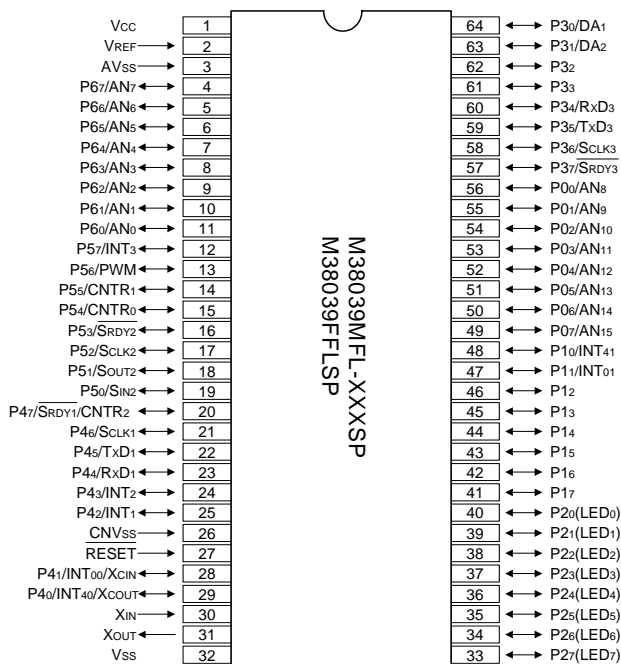 VCC 1
VREF 2
AVSS 3
P67/AN7 4
P66/AN6 5
P65/AN5 6
P64/AN4 7
P63/AN3 8
P62/AN2 9
P61/AN1 10
P60/AN0 11
P57/INT3 12
P56/PWM 13
P55/CNTR1 14
P54/CNTR0 15
P53/SRDY2 16
P52/SCLK2 17
P51/SOUT2 18
P50/SIN2 19
P47/SRDY1/CNTR2 20
P46/SCLK1 21
P45/TXD1 22
P44/RXD1 23
P43/INT2 24
P42/INT1 25
CNVSS 26
RESET 27
P41/INT00/XCIN 28
P40/INT40/XCOUT 29
XIN 30
XOUT 31
VSS 32
M38039MFL-XXXSP
M38039FFLSP
64 P30/DA1
63 P31/DA2
62 P32
61 P33
60 P34/RXD3
59 P35/TXD3
58 P36/SCLK3
57 P37/SRDY3
56 P00/AN8
55 P01/AN9
54 P02/AN10
53 P03/AN11
52 P04/AN12
51 P05/AN13
50 P06/AN14
49 P07/AN15
48 P10/INT41
47 P11/INT01
46 P12
45 P13
44 P14
43 P15
42 P16
41 P17
40 P20(LED0)
39 P21(LED1)
38 P22(LED2)
37 P23(LED3)
36 P24(LED4)
35 P25(LED5)
34 P26(LED6)
33 P27(LED7)